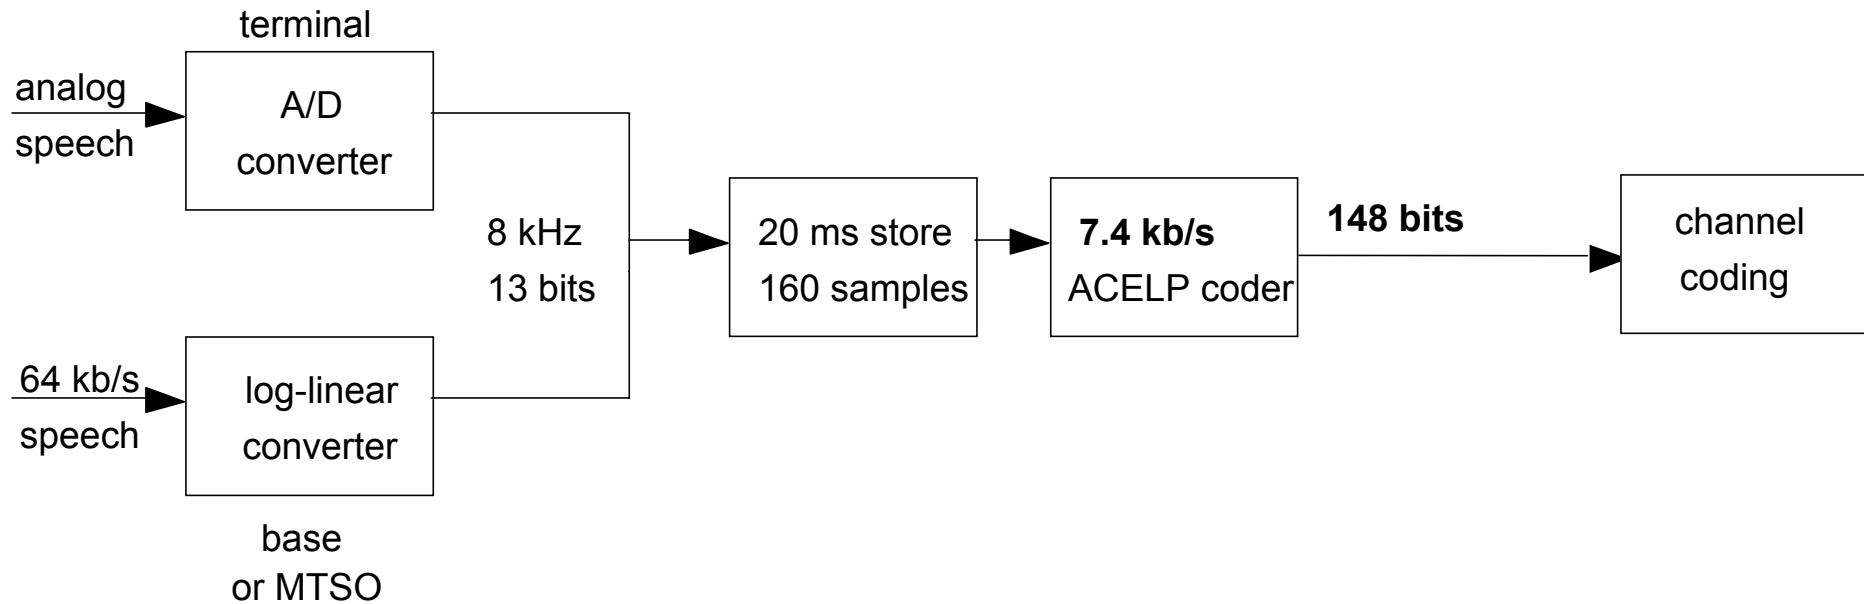 terminal
analog
speech
A/D
converter
8 kHz
13 bits
64 kb/s
speech
log-linear
converter
base
or MTSO
20 ms store
160 samples
7.4 kb/s
ACELP coder
148 bits
channel
coding